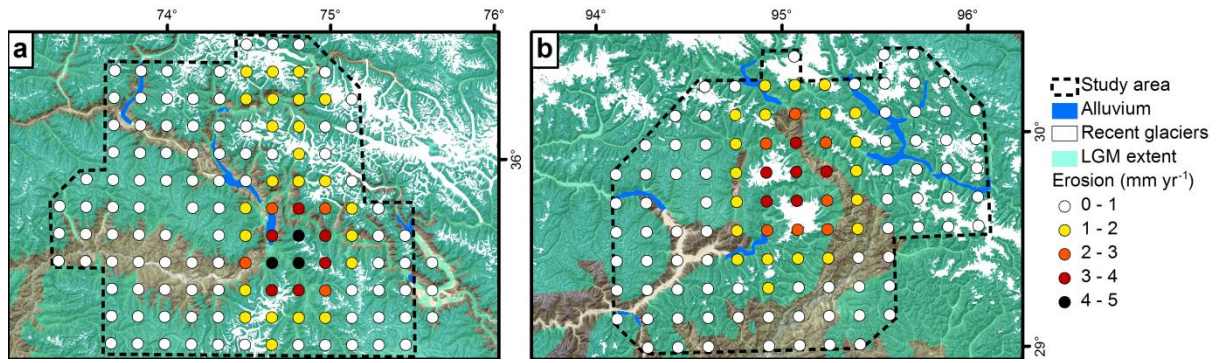 74°
75°
76°
94°
95°
96°
a
b
36°
30°
29°
Study area
Alluvium
Recent glaciers
LGM extent
Erosion (mm yr⁻¹)
0 - 1
1 - 2
2 - 3
3 - 4
4 - 5